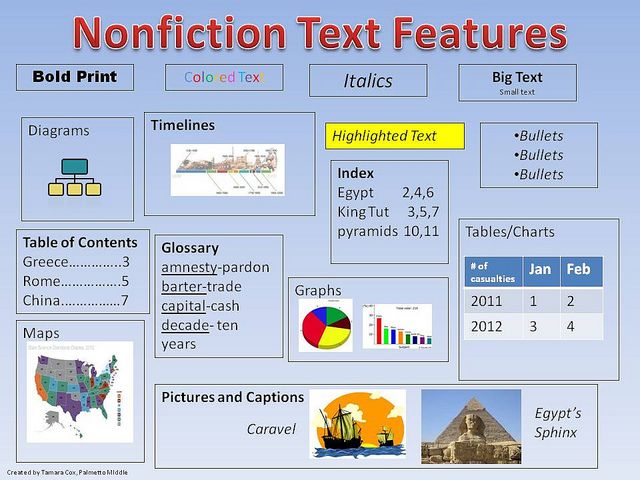 Nonfiction Text Features
Bold Print
Colored Text
Italics
Big Text
Small text
Diagrams
Timelines
Highlighted Text
•Bullets
•Bullets
•Bullets
Index
Egypt 2,4,6
King Tut 3,5,7
pyramids 10,11
Table of Contents
Greece…………..3
Rome…………….5
China……………7
Glossary
amnesty-pardon
barter-trade
capital-cash
decade- ten
years
Graphs
Tables/Charts
# of casualties Jan Feb
2011 1 2
2012 3 4
Maps
Pictures and Captions
Caravel
Egypt’s
Sphinx
Created by Tamara Cox, Palmetto Middle